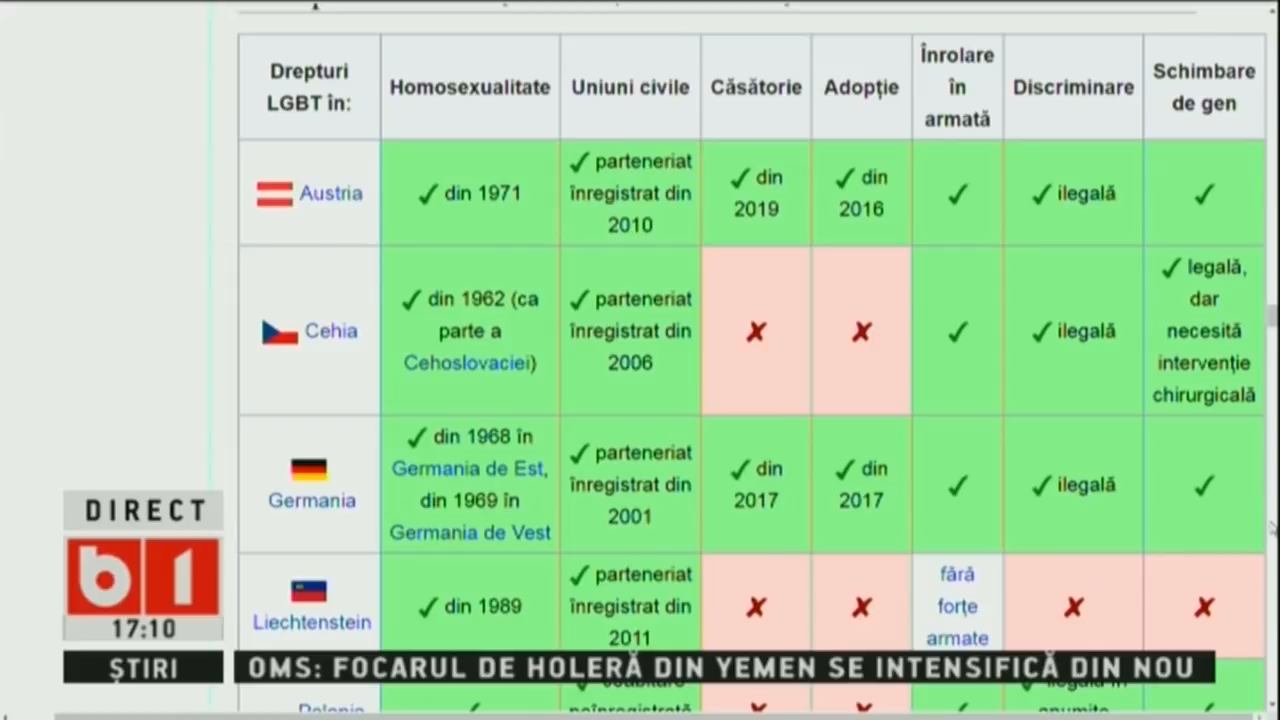 Drepturi
LGBT în:
Homosexualitate
Uniuni civile
Căsătorie
Adopție
Înrolare
în
armată
Discriminare
Schimbare
de gen
Austria
✓ din 1971
✓ parteneriat
înregistrat din
2010
✓ din
2019
✓ din
2016
✓
✓ ilegală
✓
Cehia
✓ din 1962 (ca
parte a
Cehoslovaciei)
✓ parteneriat
înregistrat din
2006
✗
✗
✓
✓ ilegală
✓ legală,
dar
necesită
intervenție
chirurgicală
Germania
✓ din 1968 în
Germania de Est,
din 1969 în
Germania de Vest
✓ parteneriat
înregistrat din
2001
✓ din
2017
✓ din
2017
✓
✓ ilegală
✓
Liechtenstein
✓ din 1989
✓ parteneriat
înregistrat din
2011
✗
✗
fără
forțe
armate
✗
✗
DIRECT
b1
17:10
ȘTIRI
OMS: FOCARUL DE HOLERĂ DIN YEMEN SE INTENSIFICĂ DIN NOU